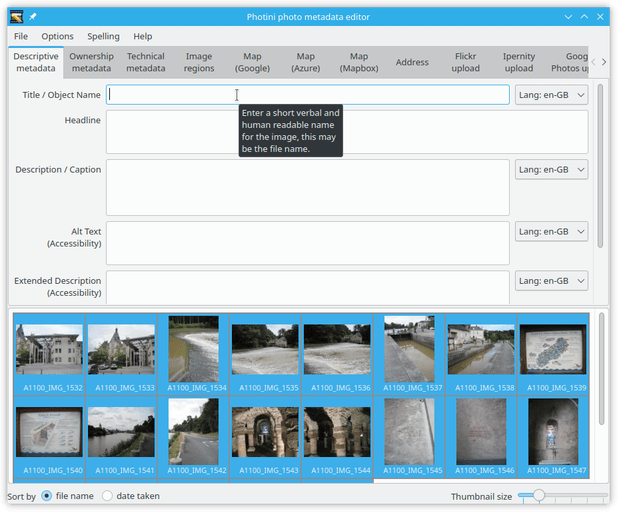 Photini photo metadata editor
File Options Spelling Help
Descriptive metadata
Ownership metadata
Technical metadata
Image regions
Map (Google)
Map (Azure)
Map (Mapbox)
Address
Flickr upload
Ipernity upload
Goog
Photos u
Title / Object Name
Lang: en-GB
Enter a short verbal and
human readable name
for the image, this may
be the file name.
Headline
Description / Caption
Lang: en-GB
Alt Text
(Accessibility)
Lang: en-GB
Extended Description
(Accessibility)
Lang: en-GB
A1100_IMG_1532 A1100_IMG_1533 A1100_IMG_1534 A1100_IMG_1535 A1100_IMG_1536 A1100_IMG_1537 A1100_IMG_1538 A1100_IMG_1539
A1100_IMG_1540 A1100_IMG_1541 A1100_IMG_1542 A1100_IMG_1543 A1100_IMG_1544 A1100_IMG_1545 A1100_IMG_1546 A1100_IMG_1547
Sort by file name date taken Thumbnail size